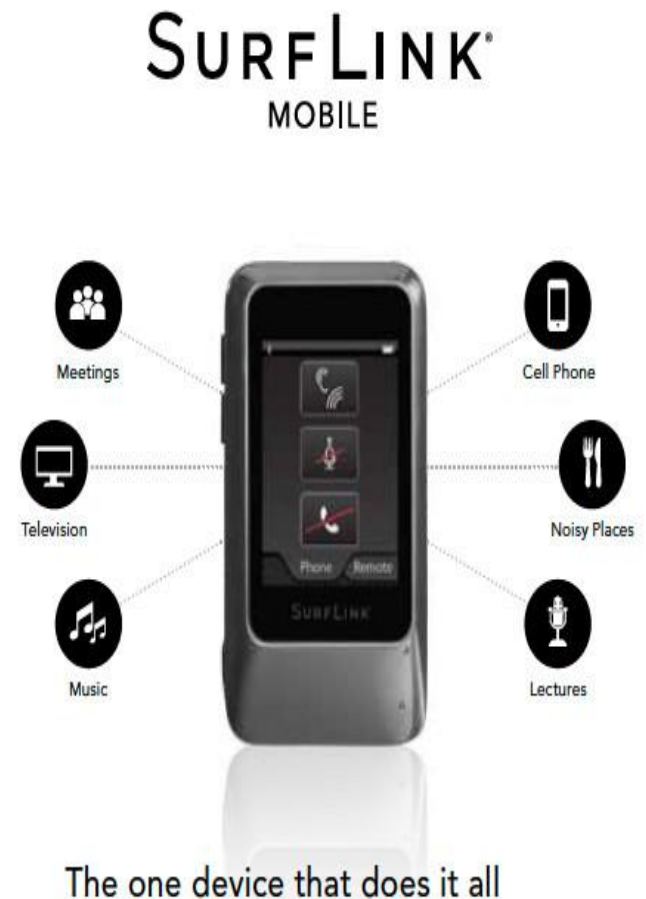 SURFLINK®
MOBILE
Meetings
Cell Phone
Television
Noisy Places
Music
Lectures
Phone Remote
SURFLINK
The one device that does it all